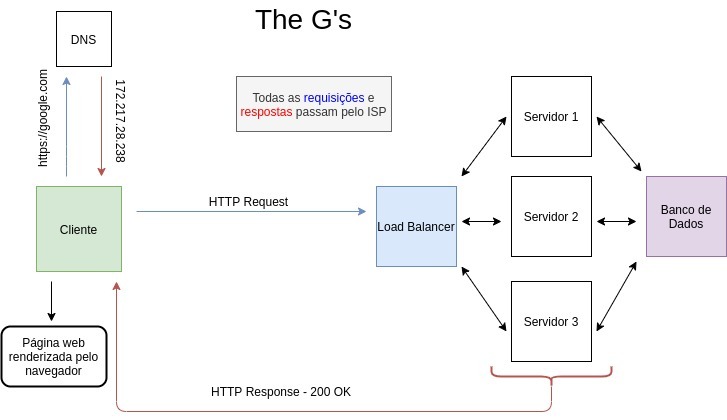 The G's
DNS
https://google.com
172.217.28.238
Todas as requisições e
respostas passam pelo ISP
Servidor 1
HTTP Request
Cliente
Load Balancer
Servidor 2
Banco de
Dados
Servidor 3
Página web
renderizada pelo
navegador
HTTP Response - 200 OK